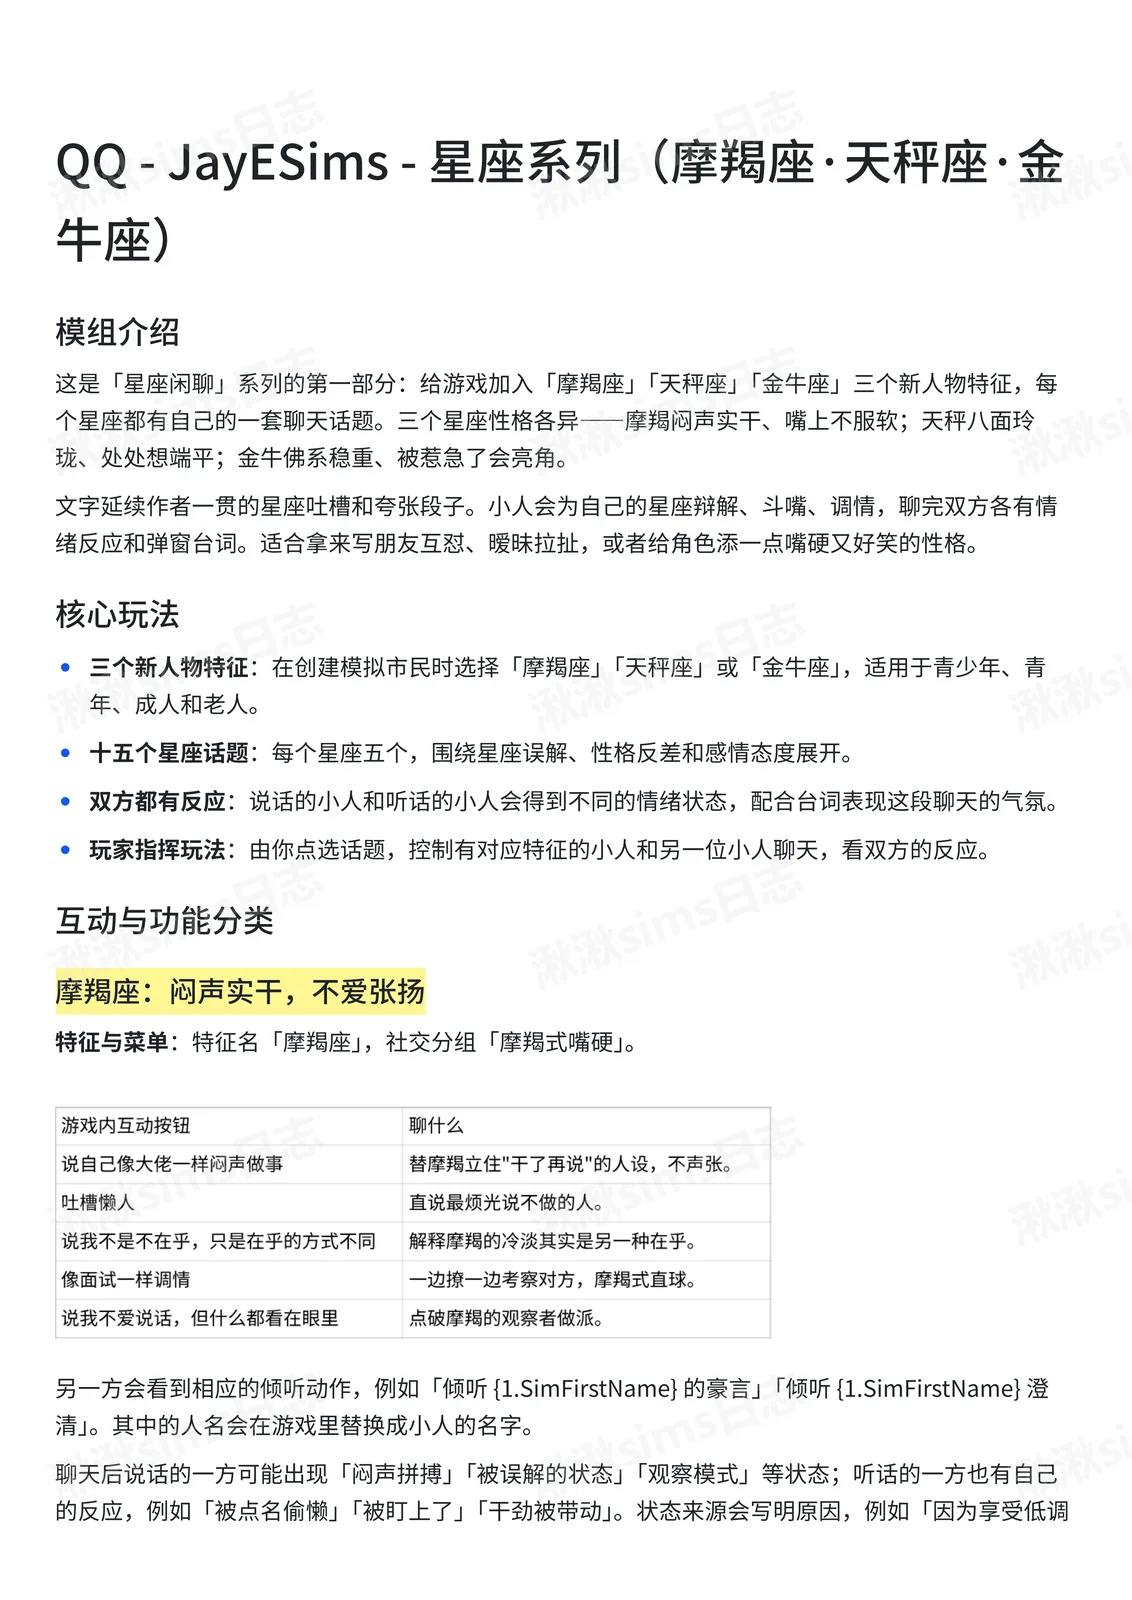 QQ - JayESims - 星座系列（摩羯座·天秤座·金
牛座）
模组介绍
这是「星座闲聊」系列的第一部分：给游戏加入「摩羯座」「天秤座」「金牛座」三个新人物特征，每
个星座都有自己的一套聊天话题。三个星座性格各异——摩羯闷声实干、嘴上不服软；天秤八面玲
珑、处处想端平；金牛佛系稳重、被惹急了会亮角。
文字延续作者一贯的星座吐槽和夸张段子。小人会为自己的星座辩解、斗嘴、调情，聊完双方各有情
绪反应和弹窗台词。适合拿来写朋友互怼、暧昧拉扯，或者给角色添一点嘴硬又好笑的性格。
核心玩法
• 三个新人物特征：在创建模拟市民时选择「摩羯座」「天秤座」或「金牛座」，适用于青少年、青
年、成人和老人。
• 十五个星座话题：每个星座五个，围绕星座误解、性格反差和感情态度展开。
• 双方都有反应：说话的小人和听话的小人会得到不同的情绪状态，配合台词表现这段聊天的气氛。
• 玩家指挥玩法：由你点选话题，控制有对应特征的小人和另一位小人聊天，看双方的反应。
互动与功能分类
摩羯座：闷声实干，不爱张扬
特征与菜单：特征名「摩羯座」，社交分组「摩羯式嘴硬」。
游戏内互动按钮 聊什么
说自己像大佬一样闷声做事 替摩羯立住"干了再说"的人设，不声张。
吐槽懒人 直说最烦光说不做的人。
说我不是不在乎，只是在乎的方式不同 解释摩羯的冷淡其实是另一种在乎。
像面试一样调情 一边撩一边考察对方，摩羯式直球。
说我不爱说话，但什么都看在眼里 点破摩羯的观察者做派。
另一方会看到相应的倾听动作，例如「倾听 {1.SimFirstName} 的豪言」「倾听 {1.SimFirstName} 澄
清」。其中的人名会在游戏里替换成小人的名字。
聊天后说话的一方可能出现「闷声拼搏」「被误解的状态」「观察模式」等状态；听话的一方也有自己
的反应，例如「被点名偷懒」「被盯上了」「干劲被带动」。状态来源会写明原因，例如「因为享受低调
湫湫sims日志